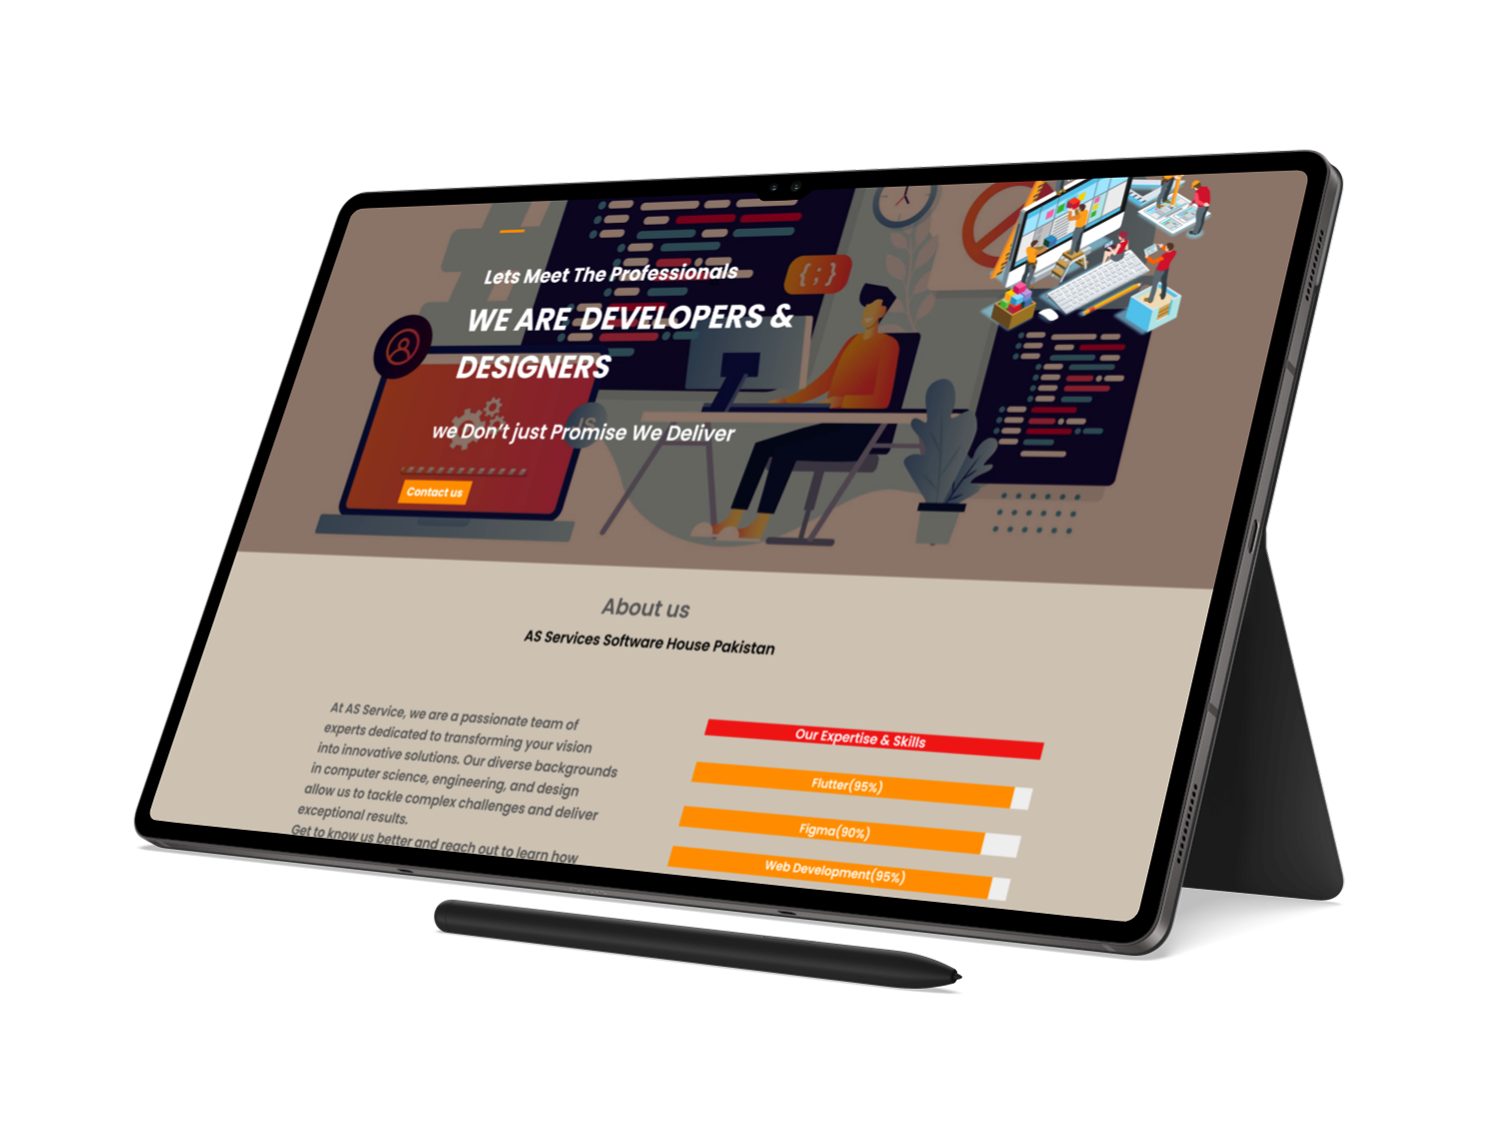 Lets Meet The Professionals
WE ARE DEVELOPERS &
DESIGNERS
{;}
JS
we Don't just Promise We Deliver
Contact us
About us
AS Services Software House Pakistan
At AS Service, we are a passionate team of
experts dedicated to transforming your vision
into innovative solutions. Our diverse backgrounds
in computer science, engineering, and design
allow us to tackle complex challenges and deliver
exceptional results.
Get to know us better and reach out to learn how
Our Expertise & Skills
Flutter(95%)
Figma(90%)
Web Development(95%)